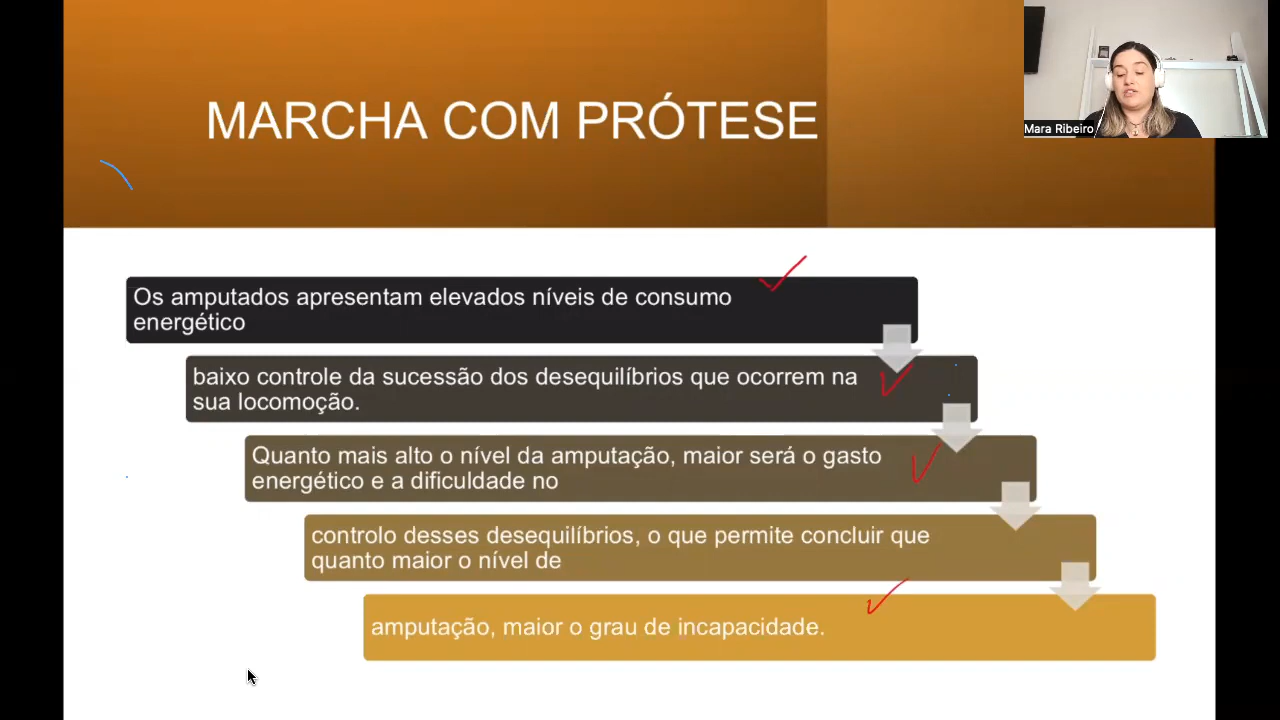 MARCHA COM PRÓTESE
Mara Ribeiro
Os amputados apresentam elevados níveis de consumo
energético
baixo controle da sucessão dos desequilíbrios que ocorrem na
sua locomoção.
Quanto mais alto o nível da amputação, maior será o gasto
energético e a dificuldade no
controlo desses desequilíbrios, o que permite concluir que
quanto maior o nível de
amputação, maior o grau de incapacidade.